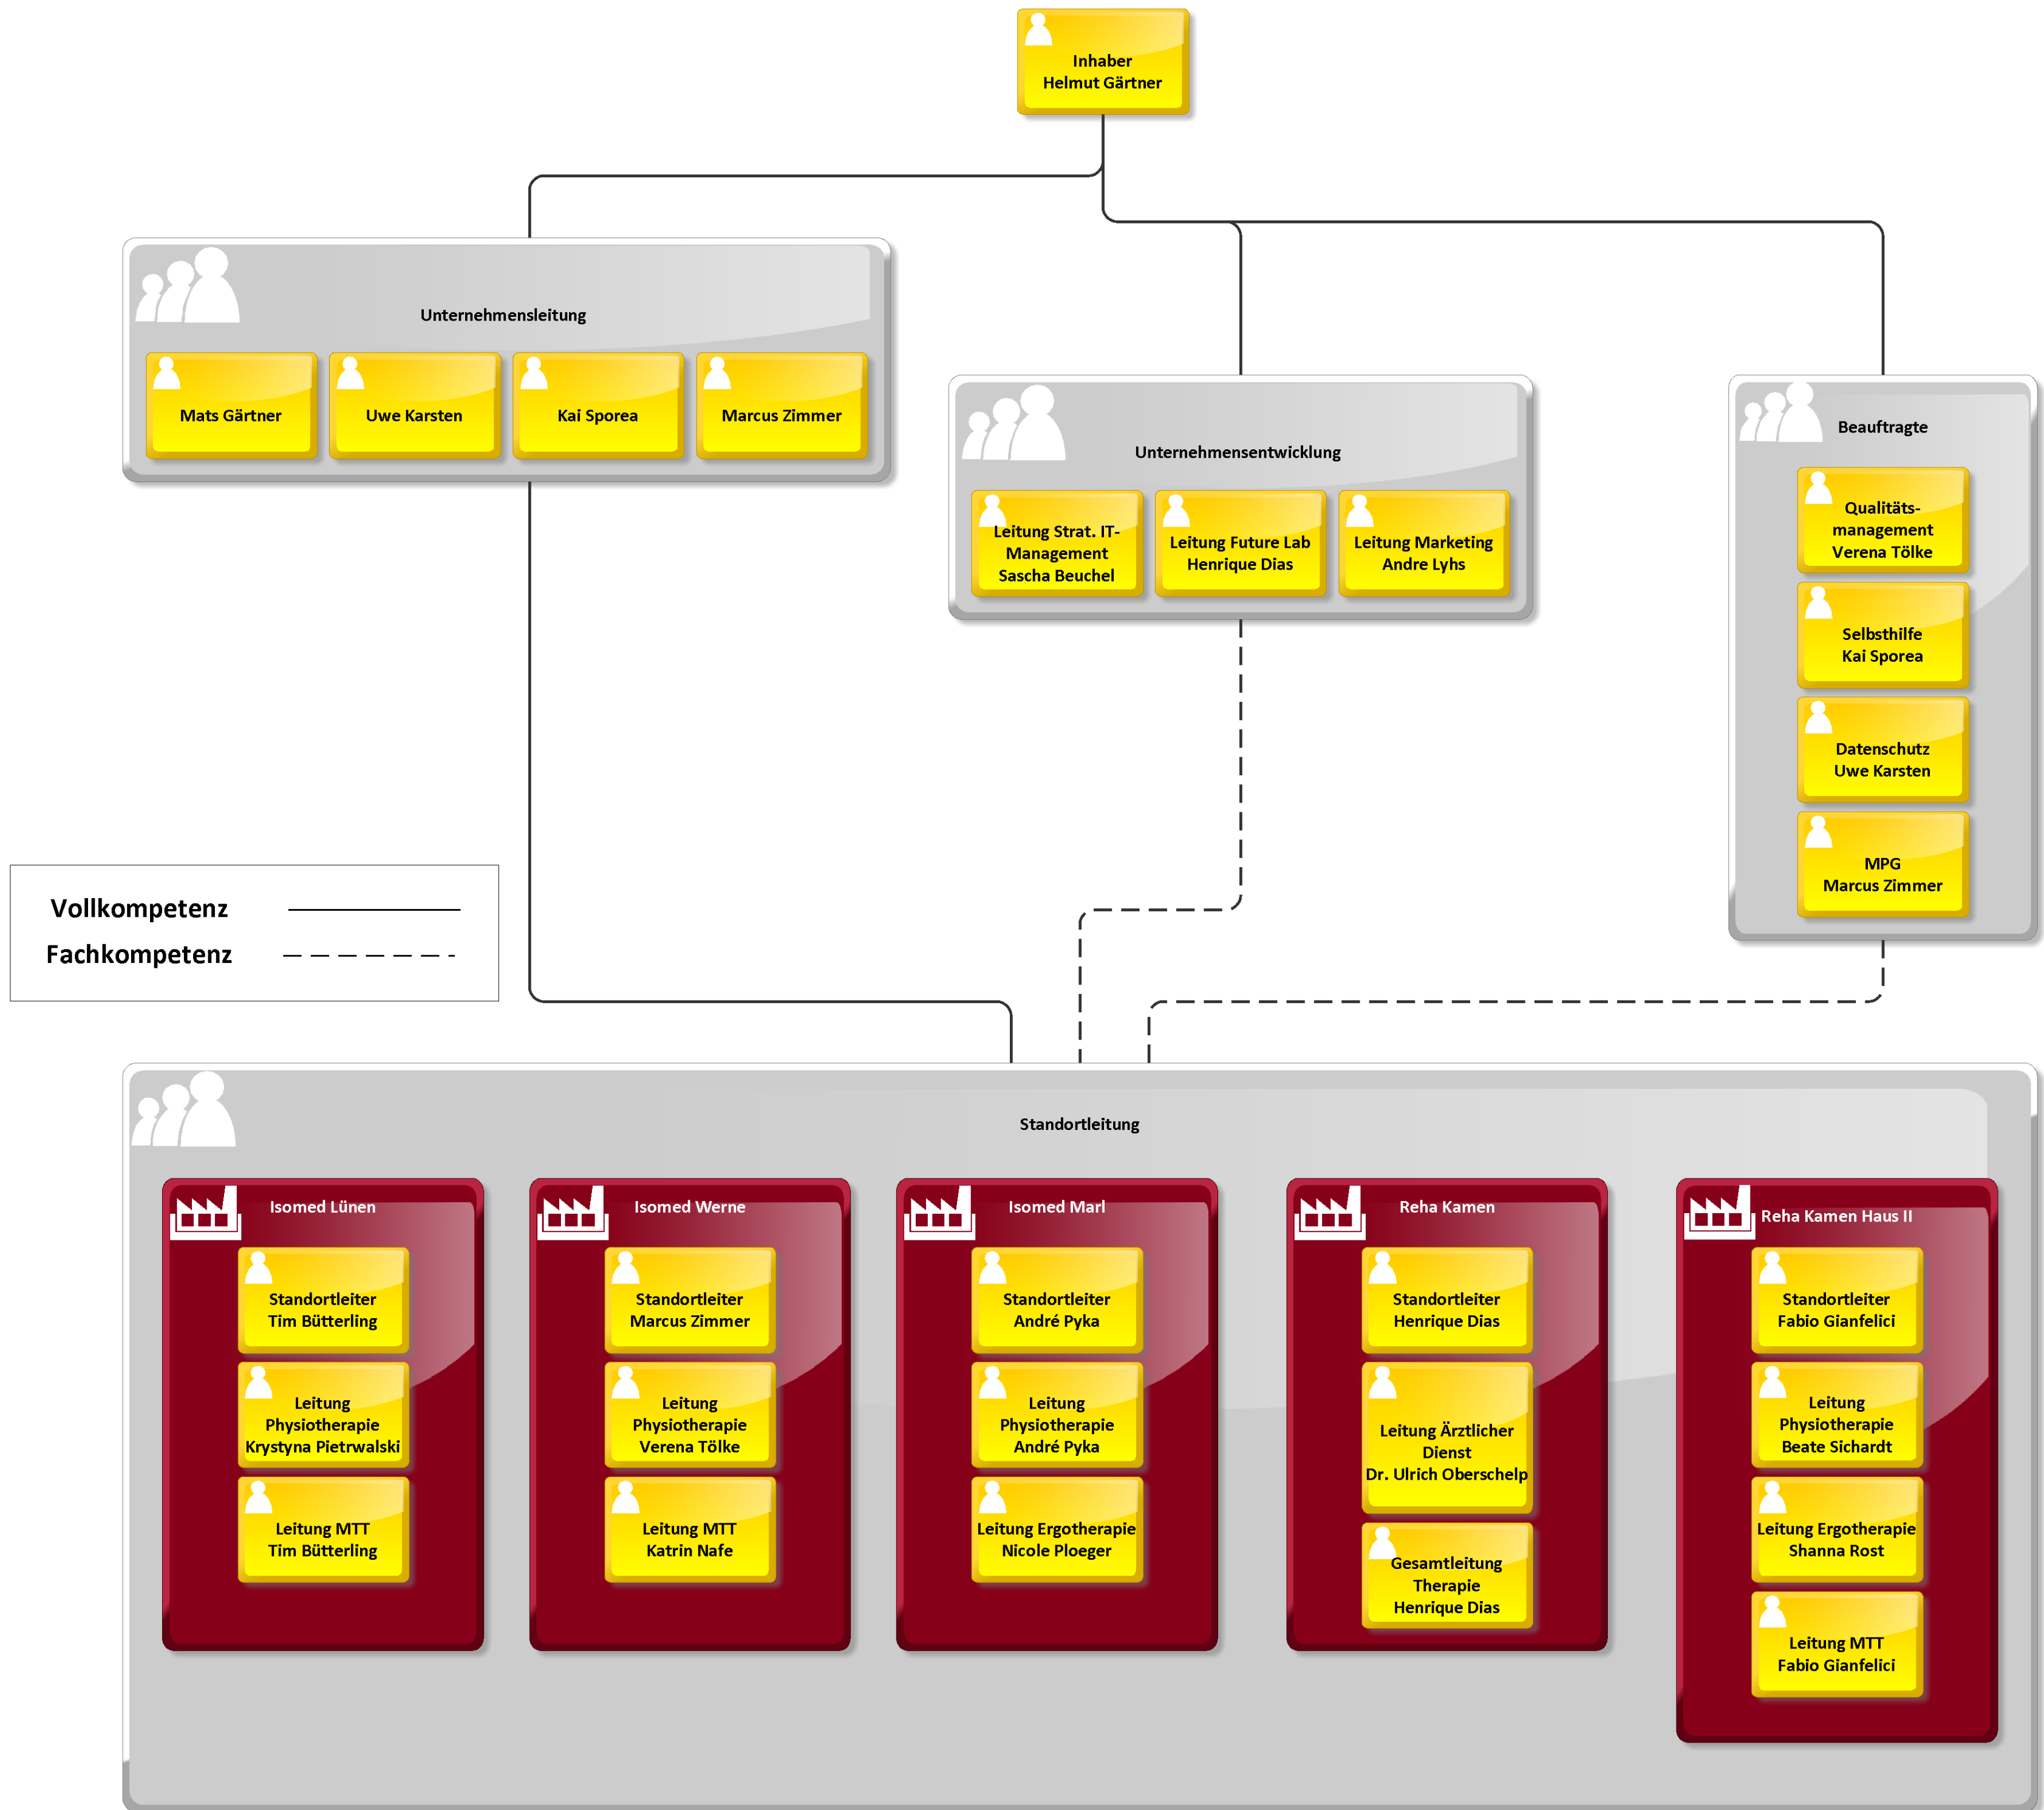 Inhaber
Helmut Gärtner
Unternehmensleitung
Mats Gärtner
Uwe Karsten
Kai Sporea
Marcus Zimmer
Unternehmensentwicklung
Leitung Strat. IT-
Management
Sascha Beuchel
Leitung Future Lab
Henrique Dias
Leitung Marketing
Andre Lyhs
Beauftragte
Qualitäts-
management
Verena Tölke
Selbsthilfe
Kai Sporea
Datenschutz
Uwe Karsten
MPG
Marcus Zimmer
Vollkompetenz
Fachkompetenz
Standortleitung
Isomed Lünen
Standortleiter
Tim Bütterling
Leitung
Physiotherapie
Krystyna Pietrwalski
Leitung MTT
Tim Bütterling
Isomed Werne
Standortleiter
Marcus Zimmer
Leitung
Physiotherapie
Verena Tölke
Leitung MTT
Katrin Nafe
Isomed Marl
Standortleiter
André Pyka
Leitung
Physiotherapie
André Pyka
Leitung Ergotherapie
Nicole Ploeger
Reha Kamen
Standortleiter
Henrique Dias
Leitung Ärztlicher
Dienst
Dr. Ulrich Oberschelp
Gesamtleitung
Therapie
Henrique Dias
Reha Kamen Haus II
Standortleiter
Fabio Gianfelici
Leitung
Physiotherapie
Beate Sichardt
Leitung Ergotherapie
Shanna Rost
Leitung MTT
Fabio Gianfelici